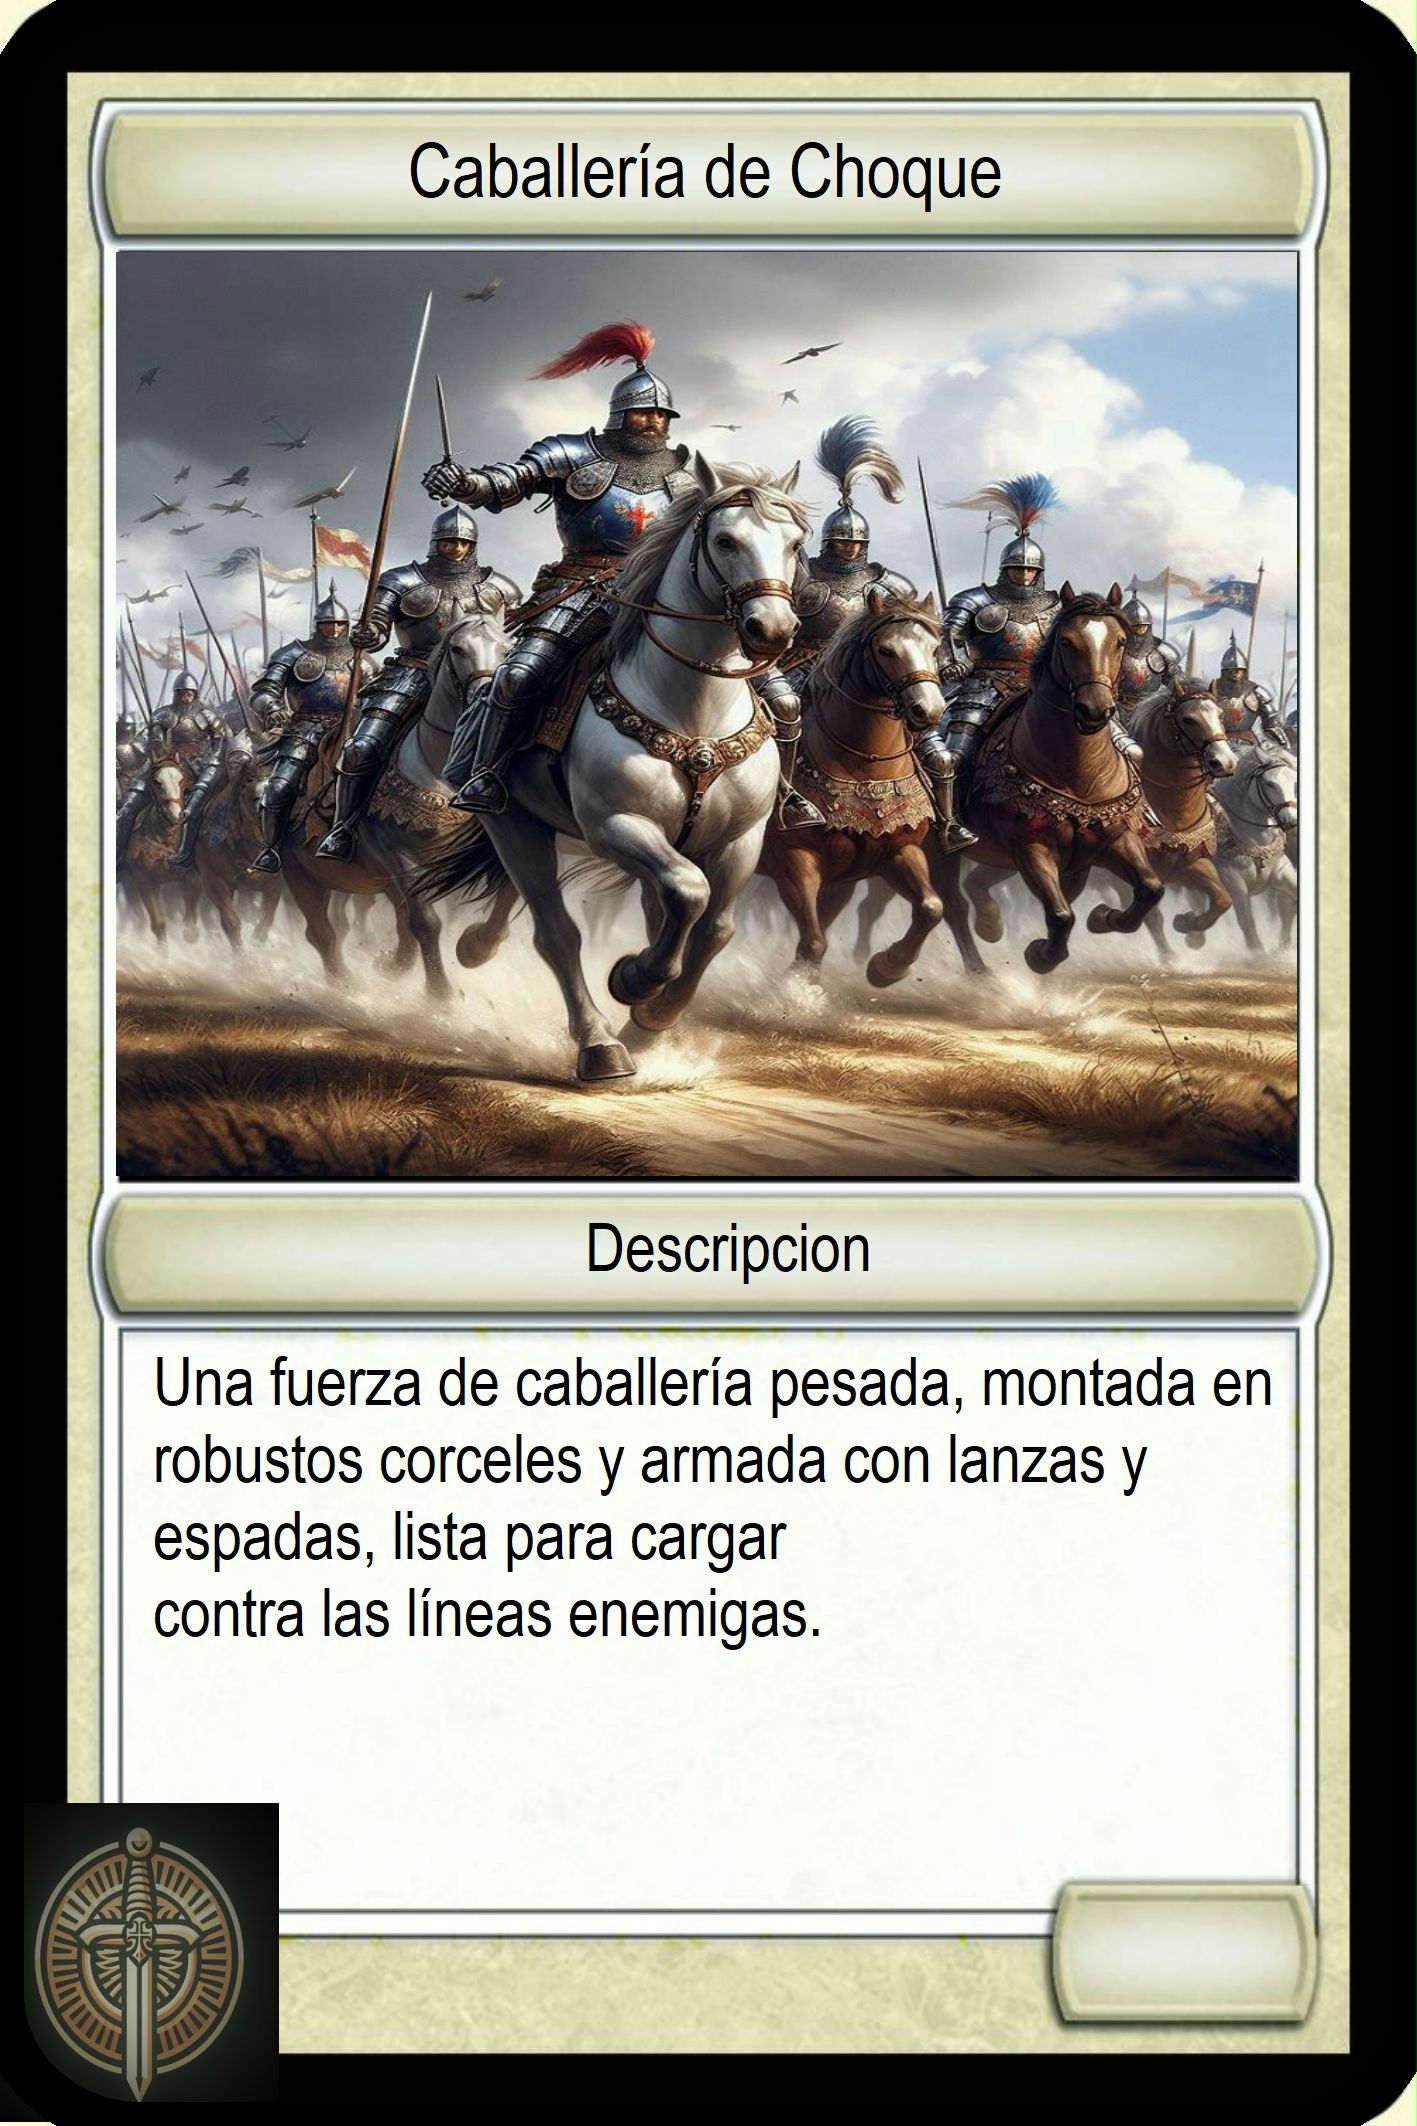 Caballería de Choque
Descripcion
Una fuerza de caballería pesada, montada en
robustos corceles y armada con lanzas y
espadas, lista para cargar
contra las líneas enemigas.